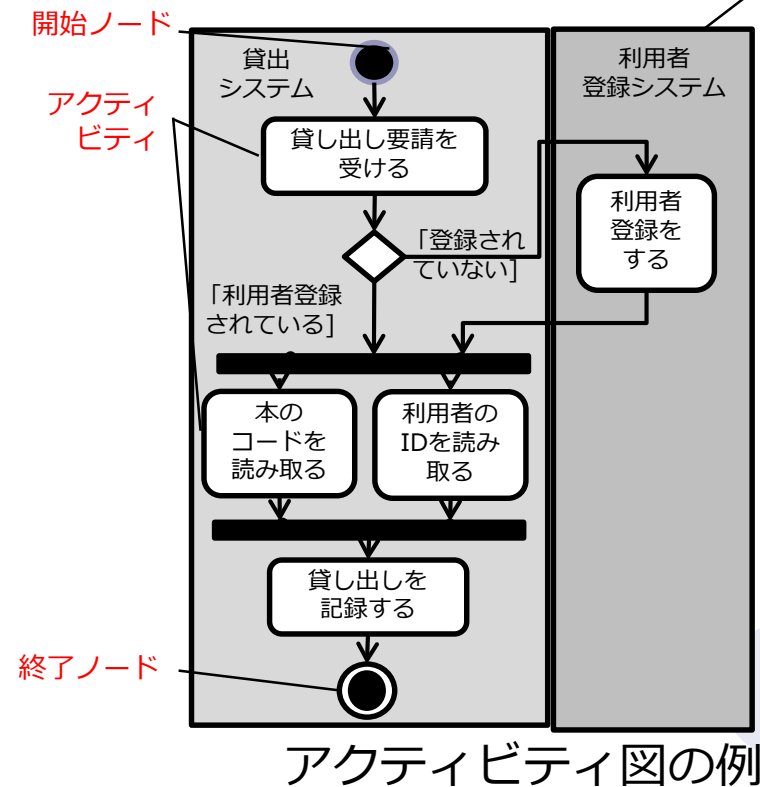 開始ノード
貸出
システム
利用者
登録システム
アクティ
ビティ
貸し出し要請を
受ける
利用者
登録を
する
「登録され
ていない]
「利用者登録
されている]
本の
コードを
読み取る
利用者の
IDを読み
取る
貸し出しを
記録する
終了ノード
アクティビティ図の例